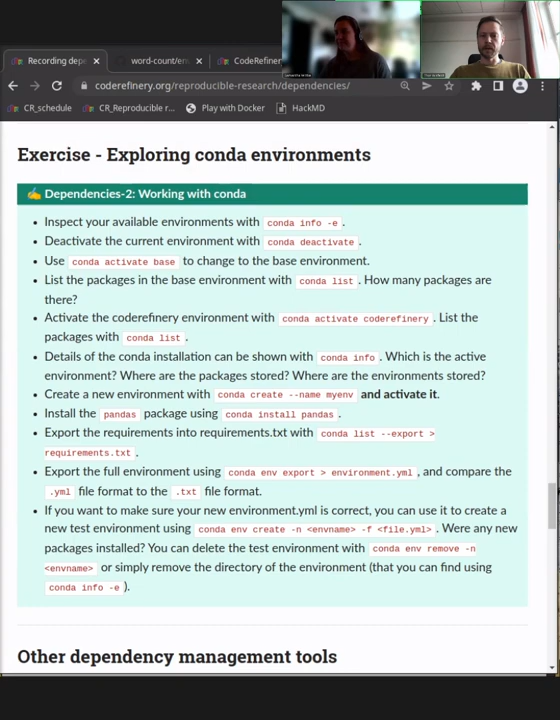 Recording depe
word-count/en
CodeRefiner
coderefinery.org/reproducible-research/dependencies/
CR_schedule
CR_Reproducible r...
Play with Docker
HackMD
Exercise - Exploring conda environments
✍️ Dependencies-2: Working with conda
• Inspect your available environments with conda info -e .
• Deactivate the current environment with conda deactivate .
• Use conda activate base to change to the base environment.
• List the packages in the base environment with conda list . How many packages are
there?
• Activate the coderefinery environment with conda activate coderefinery . List the
packages with conda list .
• Details of the conda installation can be shown with conda info . Which is the active
environment? Where are the packages stored? Where are the environments stored?
• Create a new environment with conda create --name myenv and activate it.
• Install the pandas package using conda install pandas .
• Export the requirements into requirements.txt with conda list --export >
requirements.txt .
• Export the full environment using conda env export > environment.yml , and compare the
.yml file format to the .txt file format.
• If you want to make sure your new environment.yml is correct, you can use it to create a
new test environment using conda env create -n <envname> -f <file.yml> . Were any new
packages installed? You can delete the test environment with conda env remove -n
<envname> or simply remove the directory of the environment (that you can find using
conda info -e ).
Other dependency management tools